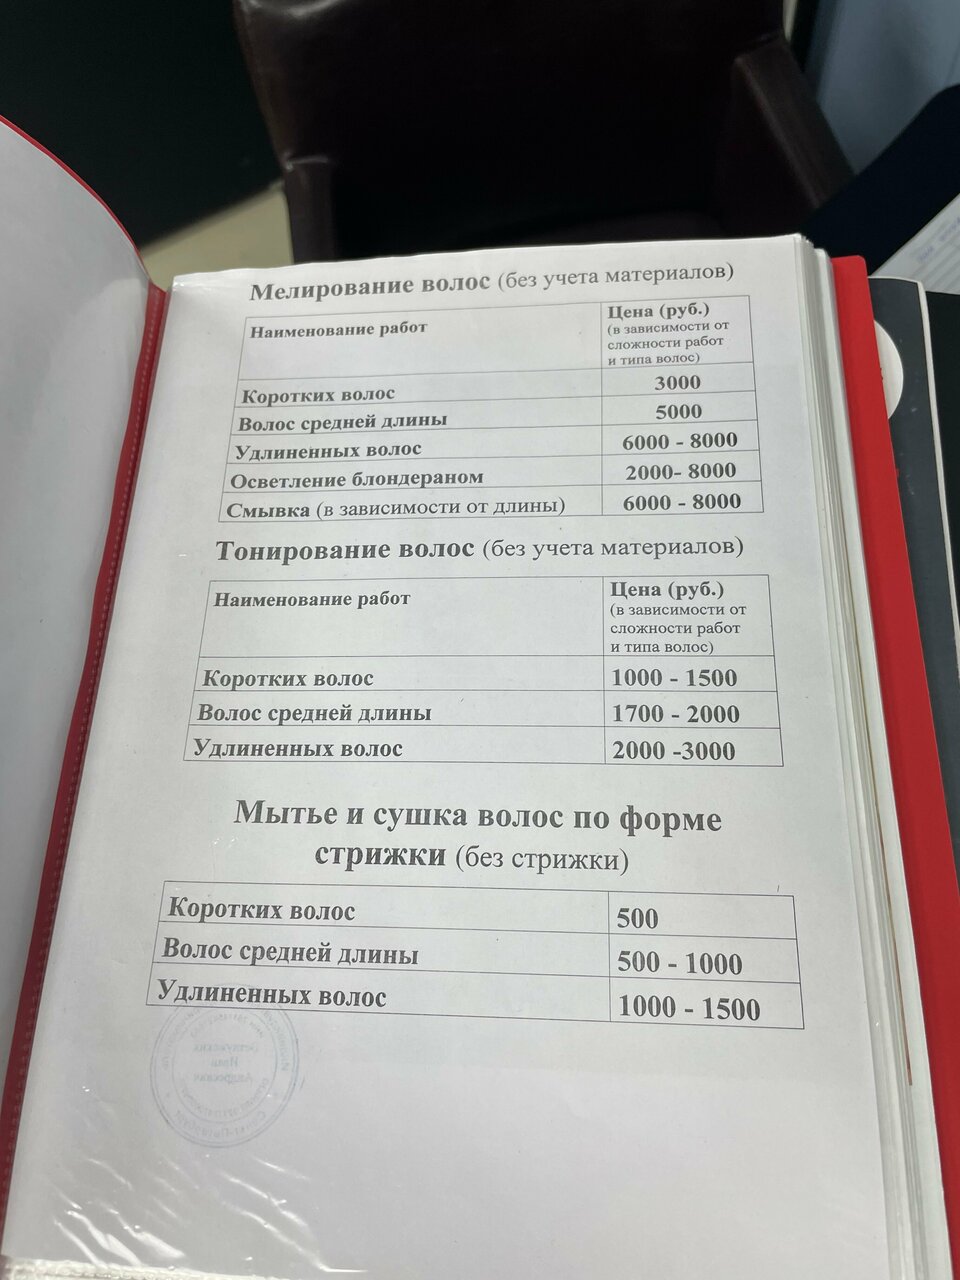 Мелирование волос (без учета материалов)
Наименование работ
Цена (руб.)
(в зависимости от
сложности работ
и типа волос)
Коротких волос 3000
Волос средней длины 5000
Удлиненных волос 6000 - 8000
Осветление блондераном 2000- 8000
Смывка (в зависимости от длины) 6000 - 8000
Тонирование волос (без учета материалов)
Наименование работ
Цена (руб.)
(в зависимости от
сложности работ
и типа волос)
Коротких волос 1000 - 1500
Волос средней длины 1700 - 2000
Удлиненных волос 2000 -3000
Мытье и сушка волос по форме
стрижки (без стрижки)
Коротких волос 500
Волос средней длины 500 - 1000
Удлиненных волос 1000 - 1500
Иван